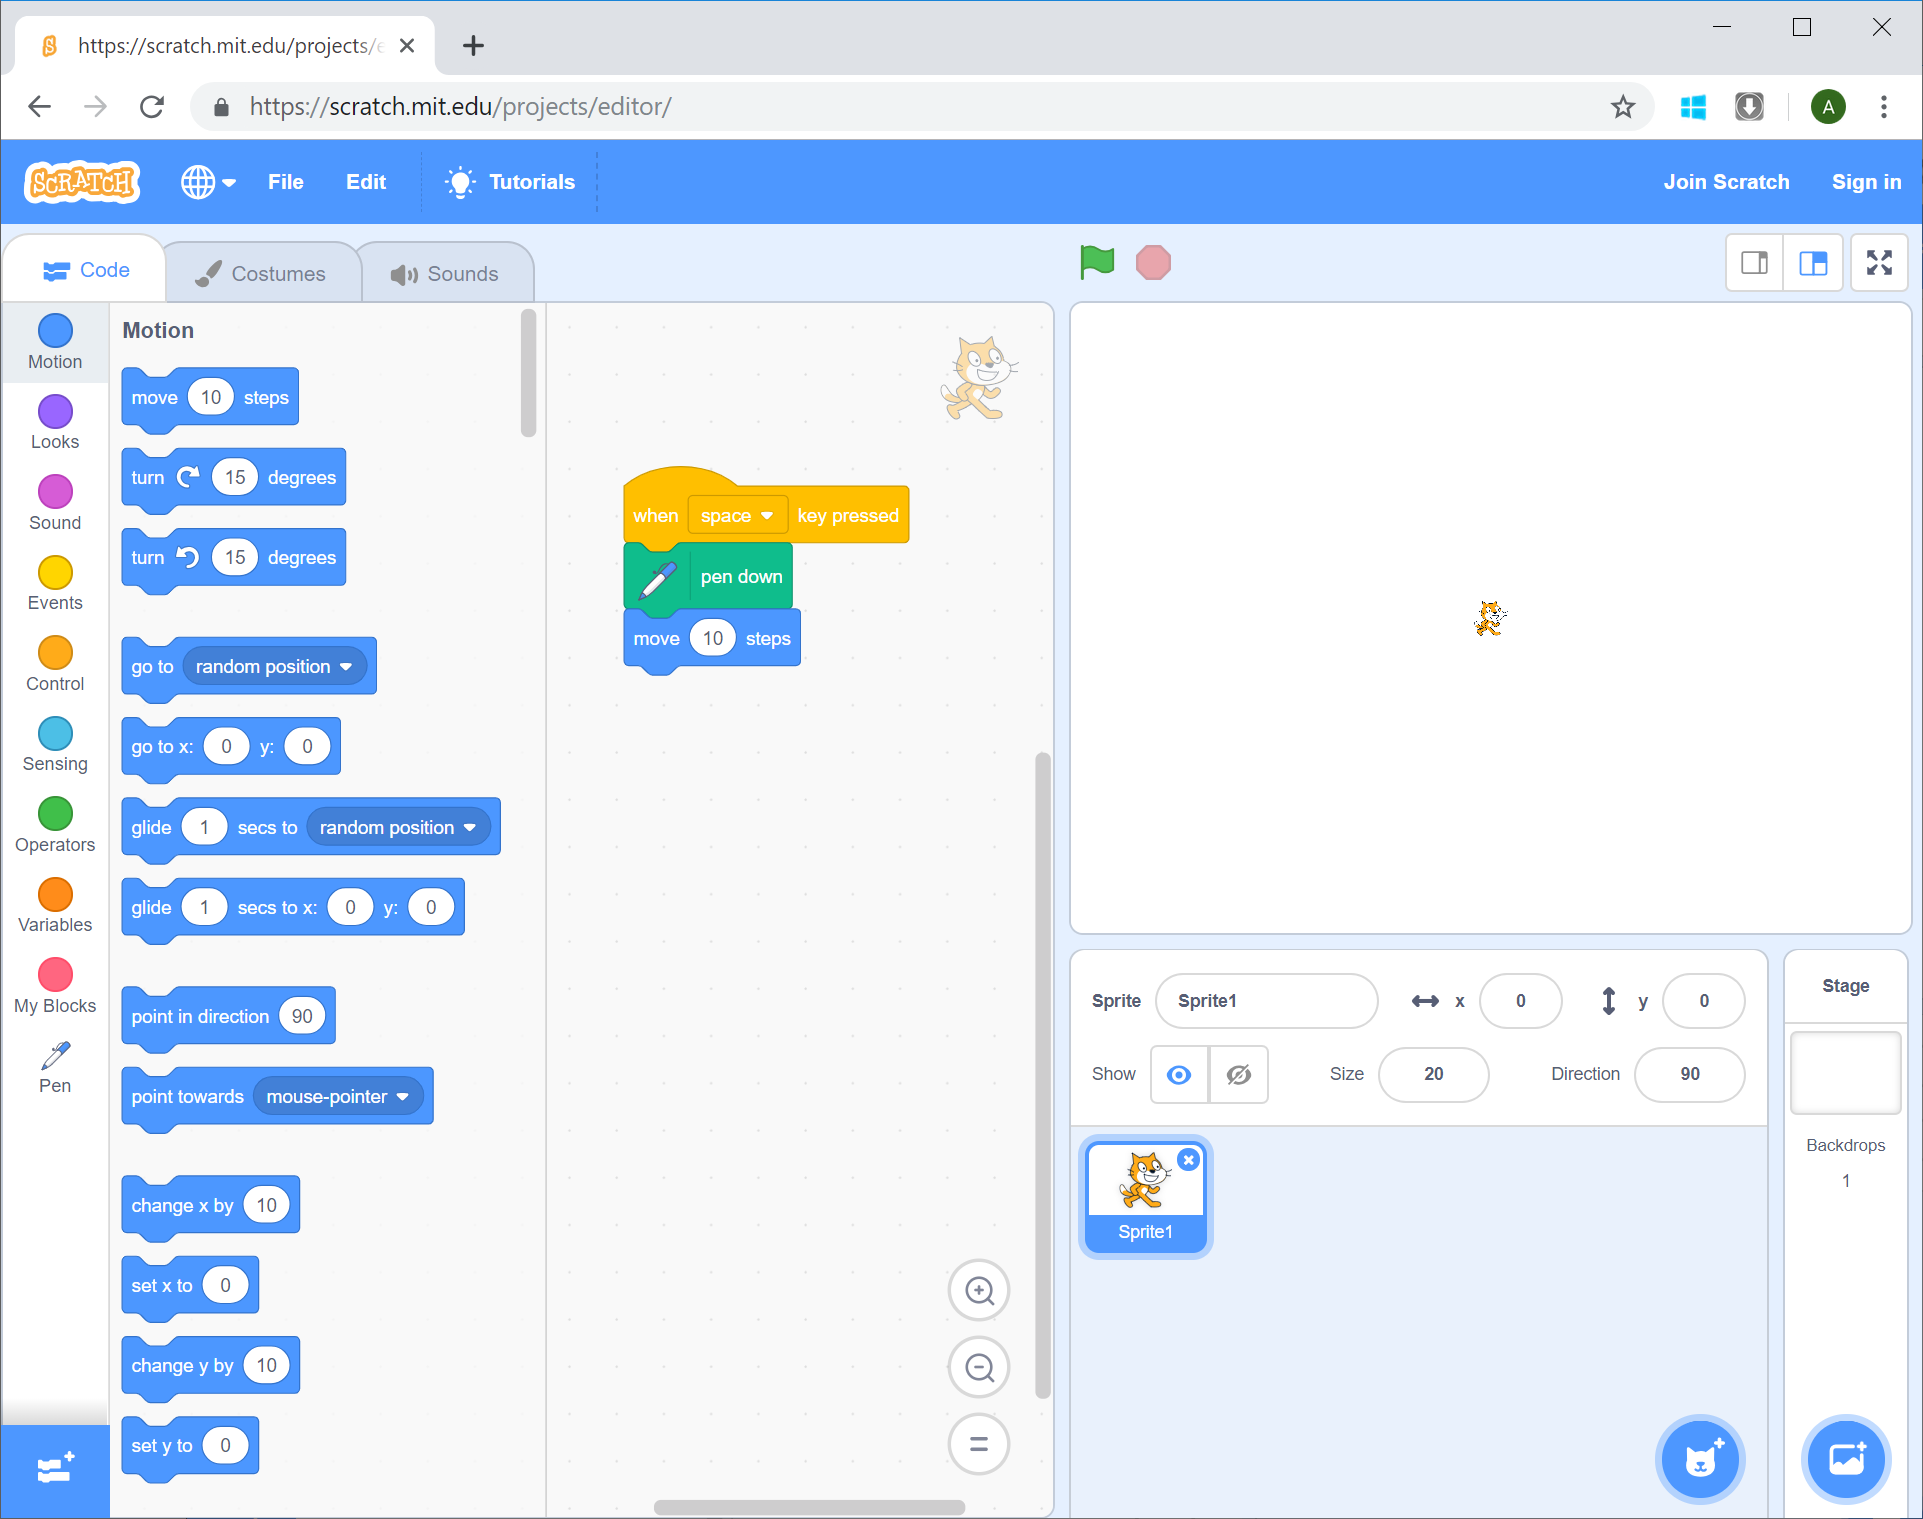 https://scratch.mit.edu/projects/e
https://scratch.mit.edu/projects/editor/
A
SCRATCH
File
Edit
Tutorials
Join Scratch
Sign in
Code
Costumes
Sounds
Motion
Looks
Sound
Events
Control
Sensing
Operators
Variables
My Blocks
Pen
Motion
move 10 steps
turn 15 degrees
turn 15 degrees
go to random position
go to x: 0 y: 0
glide 1 secs to random position
glide 1 secs to x: 0 y: 0
point in direction 90
point towards mouse-pointer
change x by 10
set x to 0
change y by 10
set y to 0
when space key pressed
pen down
move 10 steps
Sprite Sprite1 x 0 y 0
Show Size 20 Direction 90
Sprite1
Stage
Backdrops
1